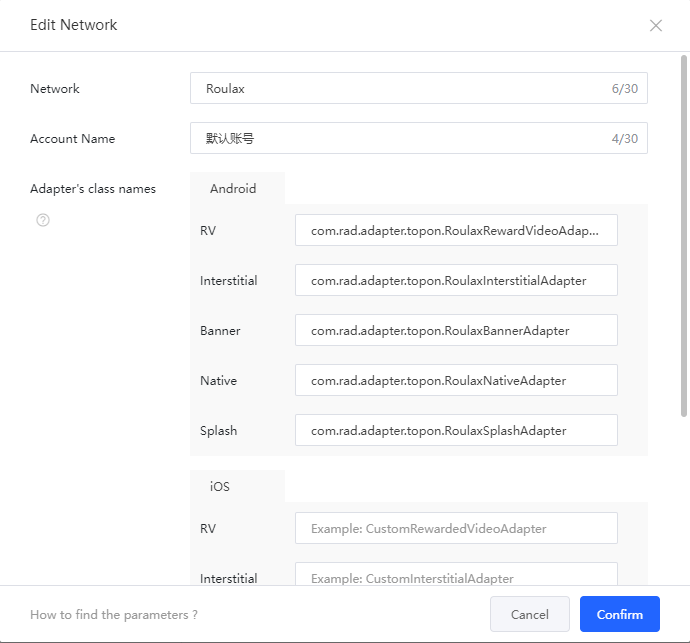 Edit Network
Network
Roulax
6/30
Account Name
默认账号
4/30
Adapter's class names
?
Android
RV
com.rad.adapter.topon.RoulaxRewardVideoAdap...
Interstitial
com.rad.adapter.topon.RoulaxInterstitialAdapter
Banner
com.rad.adapter.topon.RoulaxBannerAdapter
Native
com.rad.adapter.topon.RoulaxNativeAdapter
Splash
com.rad.adapter.topon.RoulaxSplashAdapter
iOS
RV
Example: CustomRewardedVideoAdapter
Interstitial
Example: CustomInterstitialAdapter
How to find the parameters ?
Cancel
Confirm